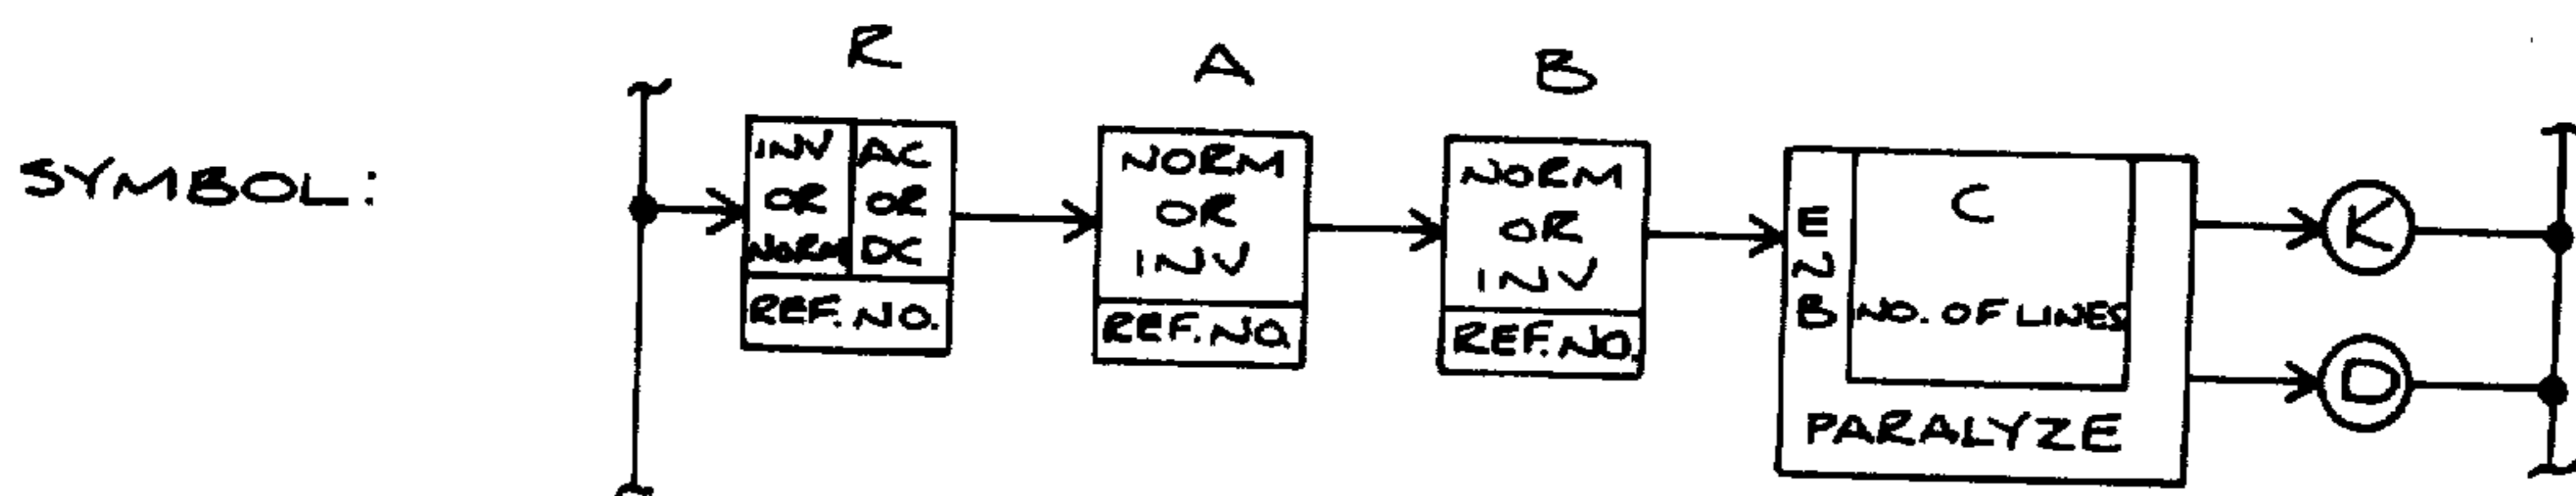 R A B
SYMBOL:
INV OR NORM
AC OR DC
REF. NO.
NORM OR INV
REF. NO.
NORM OR INV
REF. NO.
ENB
C
NO. OF LINES
PARALYZE
K
D